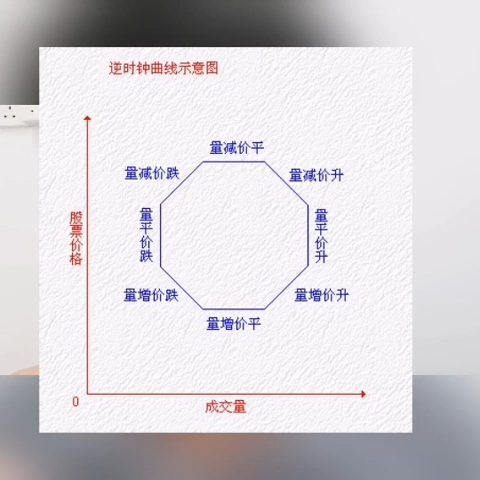 逆时钟曲线示意图
量减价平
量减价跌
量减价升
量平价跌
量平价升
股票价格
量增价跌
量增价升
量增价平
0
成交量